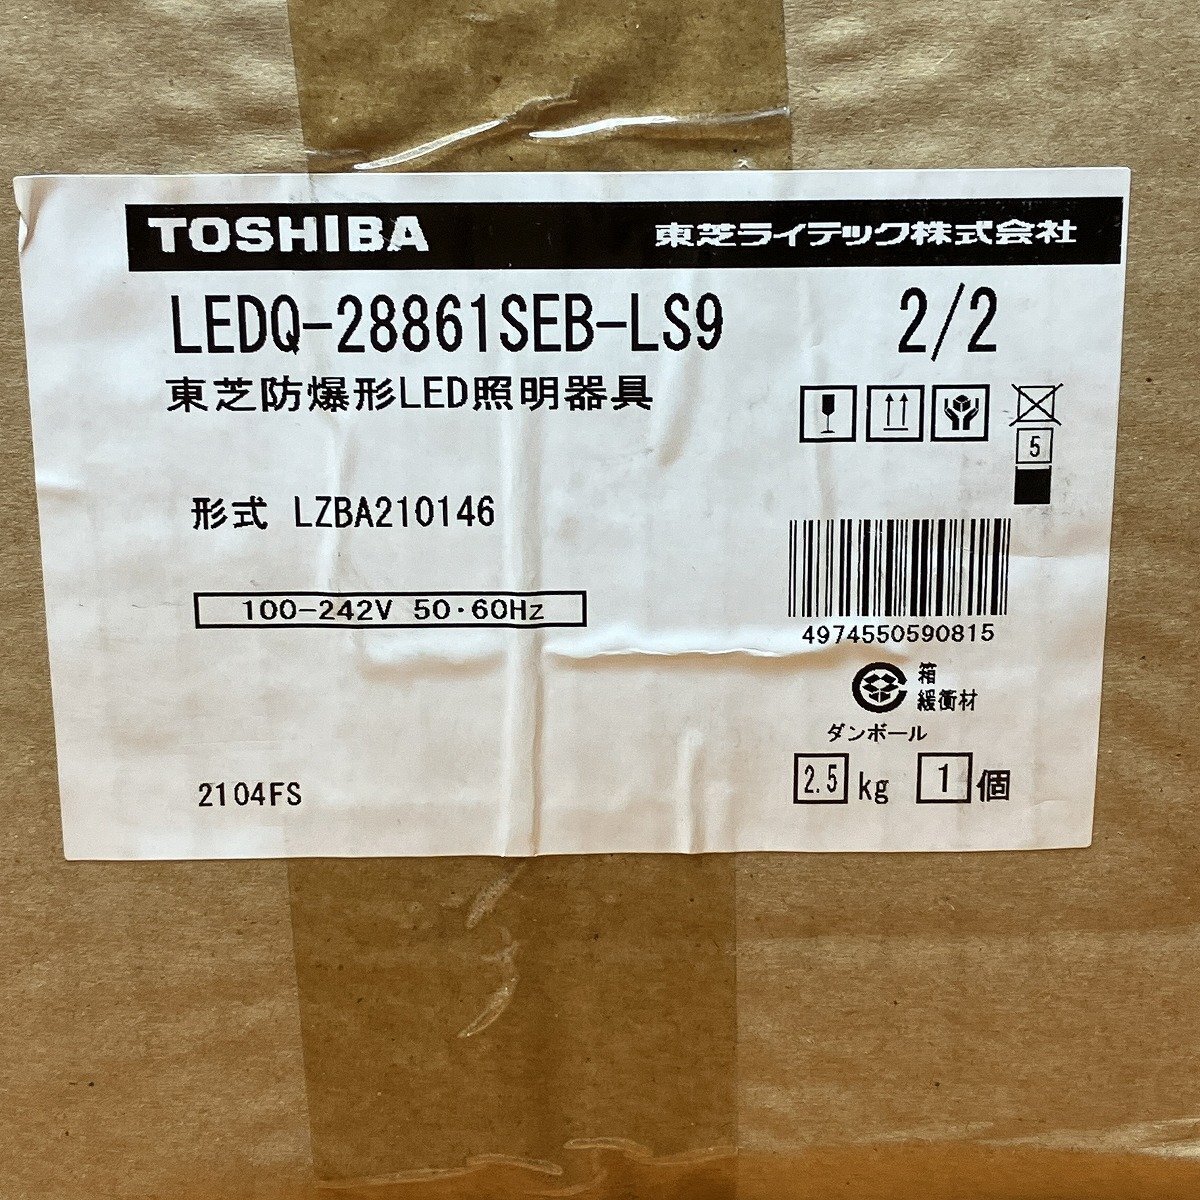 TOSHIBA 東芝ライテック株式会社
LEDQ-28861SEB-LS9 2/2
東芝防爆形LED照明器具
5
形式 LZBA210146
100-242V 50・60Hz
4974550590815
箱
緩衝材
ダンボール
2104FS 2.5 kg 1 個